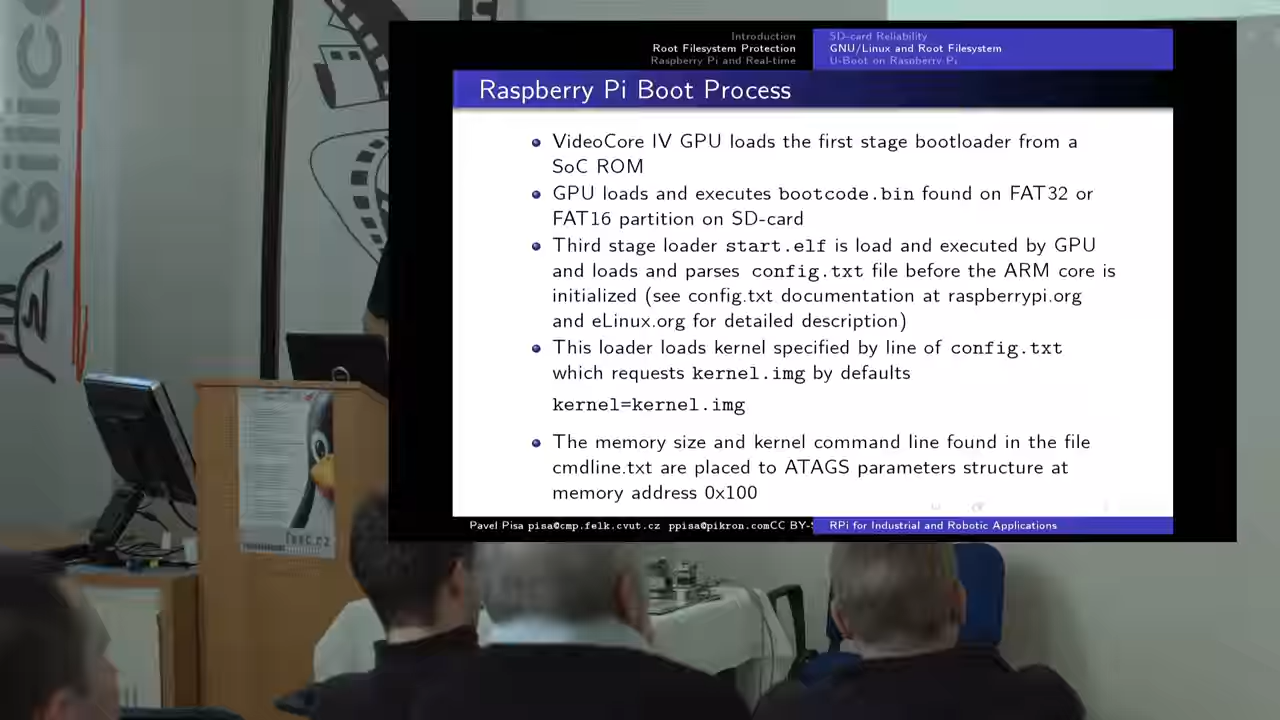 Silico
Introduction
Root Filesystem Protection
Raspberry Pi and Real-time
SD-card Reliability
GNU/Linux and Root Filesystem
U-Boot on Raspberry Pi
Raspberry Pi Boot Process
VideoCore IV GPU loads the first stage bootloader from a
SoC ROM
GPU loads and executes bootcode.bin found on FAT32 or
FAT16 partition on SD-card
Third stage loader start.elf is load and executed by GPU
and loads and parses config.txt file before the ARM core is
initialized (see config.txt documentation at raspberrypi.org
and eLinux.org for detailed description)
This loader loads kernel specified by line of config.txt
which requests kernel.img by defaults
kernel=kernel.img
The memory size and kernel command line found in the file
cmdline.txt are placed to ATAGS parameters structure at
memory address 0x100
Pavel Pisa pisa@cmp.felk.cvut.cz ppisa@pikron.comCC BY-S
RPi for Industrial and Robotic Applications